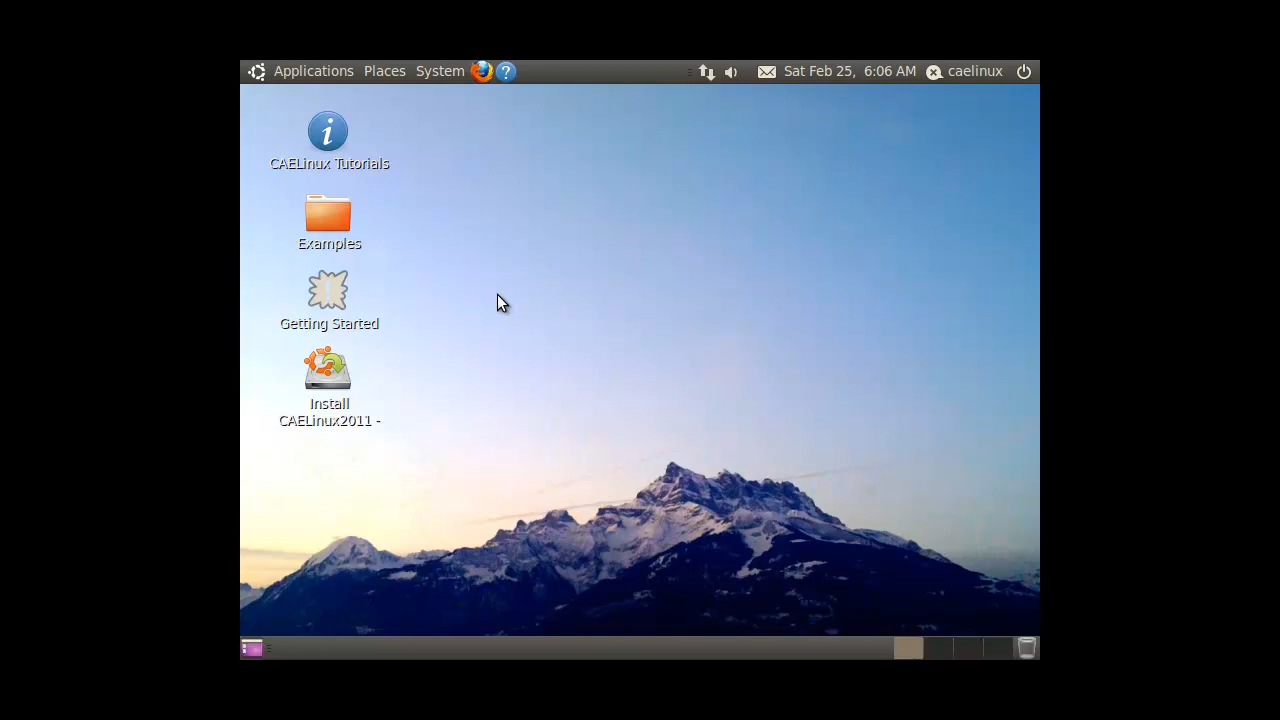 Applications Places System ? Sat Feb 25, 6:06 AM caelinux
i
CAELinux Tutorials
Examples
Getting Started
Install
CAELinux2011 -